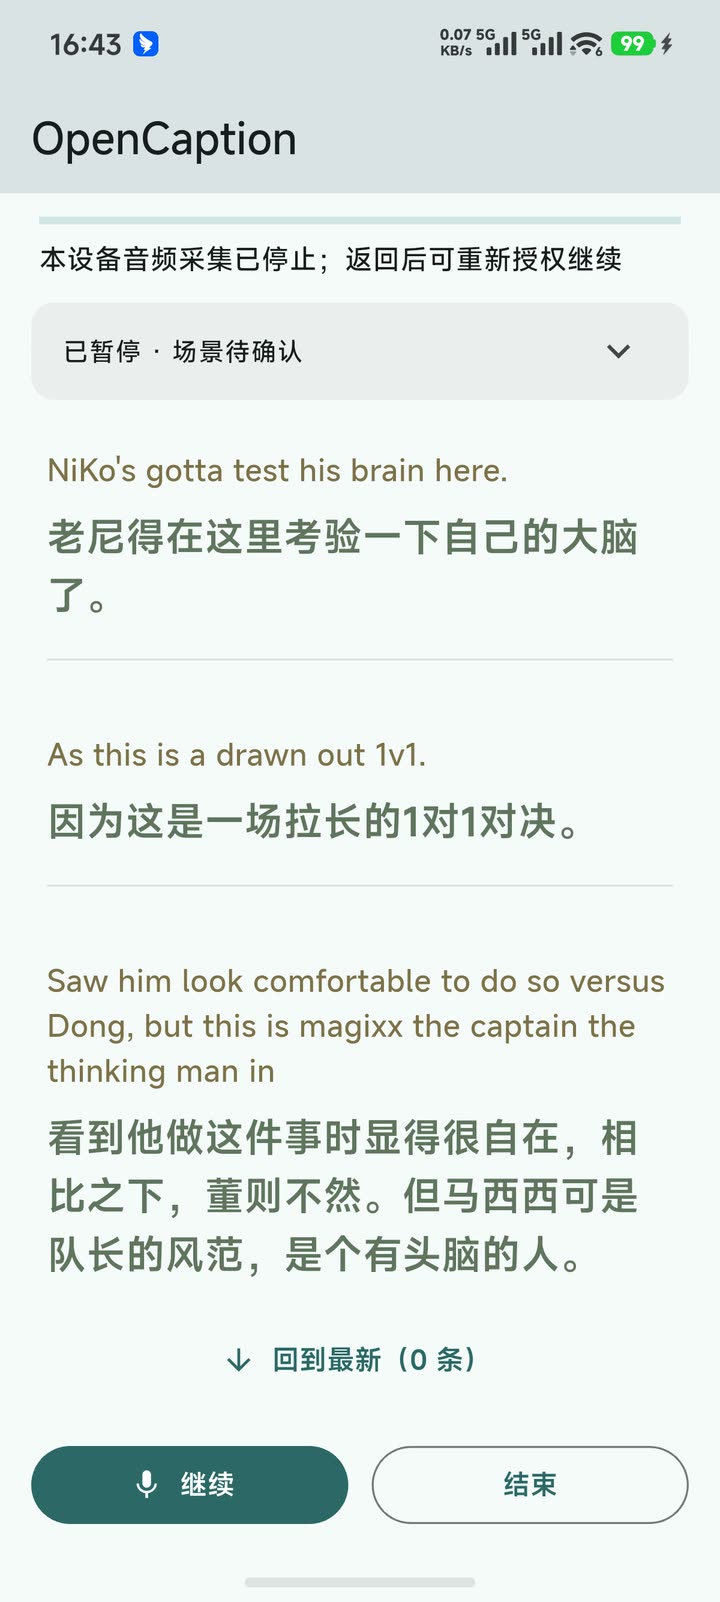 16:43
0.07 KB/s 5G 5G 6 99
OpenCaption
本设备音频采集已停止；返回后可重新授权继续
已暂停 · 场景待确认
NiKo's gotta test his brain here.
老尼得在这里考验一下自己的大脑
了。
As this is a drawn out 1v1.
因为这是一场拉长的1对1对决。
Saw him look comfortable to do so versus
Dong, but this is magixx the captain the
thinking man in
看到他做这件事时显得很自在，相
比之下，董则不然。但马西西可是
队长的风范，是个有头脑的人。
回到最新（0 条）
继续
结束